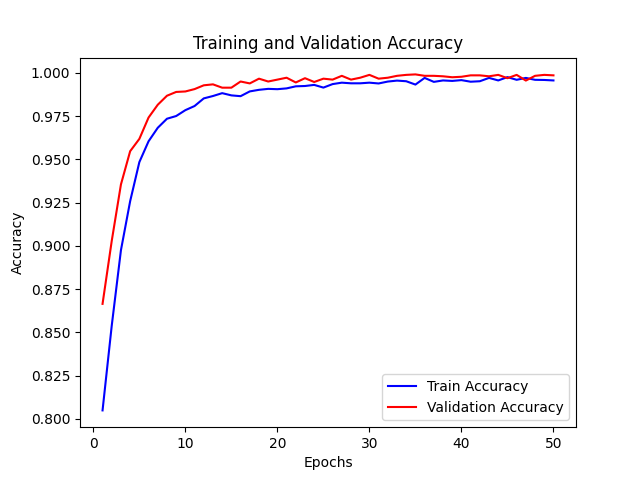 Training and Validation Accuracy
Accuracy
1.000
0.975
0.950
0.925
0.900
0.875
0.850
0.825
0.800
Train Accuracy
Validation Accuracy
0 10 20 30 40 50
Epochs